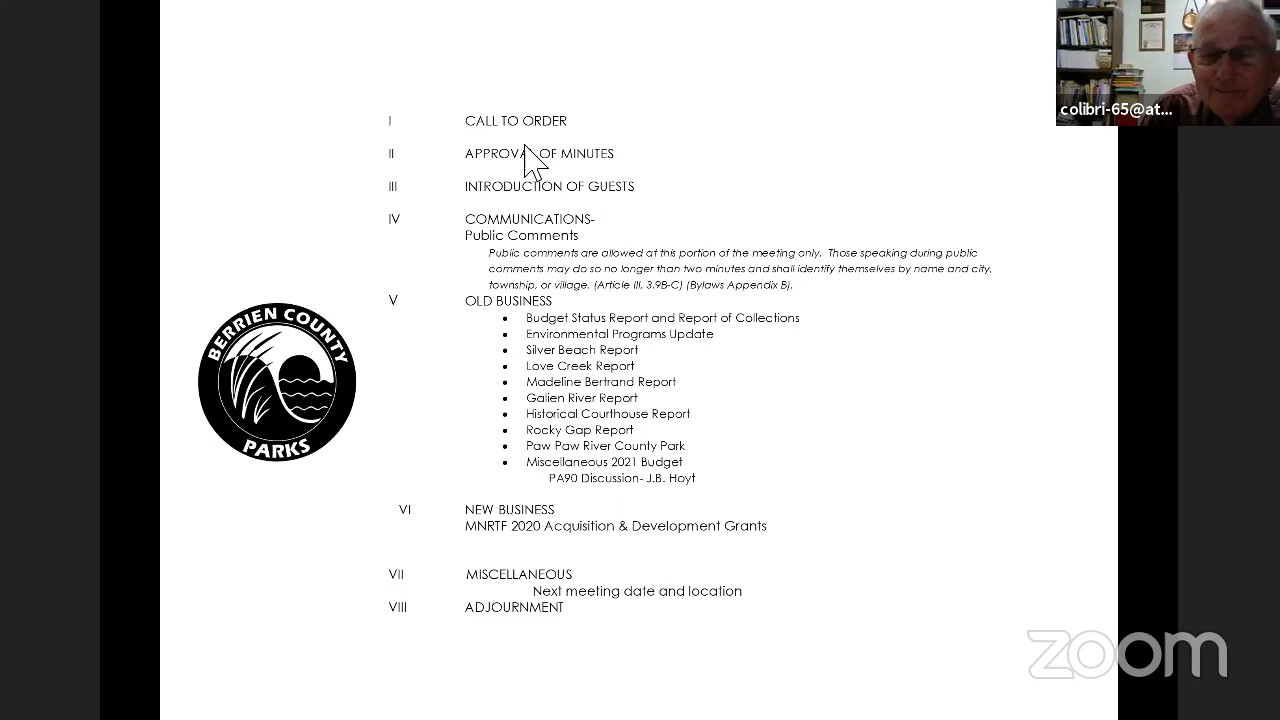 colibri-65@at...
I CALL TO ORDER
II APPROVAL OF MINUTES
III INTRODUCTION OF GUESTS
IV COMMUNICATIONS-
Public Comments
Public comments are allowed at this portion of the meeting only. Those speaking during public
comments may do so no longer than two minutes and shall identify themselves by name and city,
township, or village. (Article III, 3.9B-C) (Bylaws Appendix B).
V OLD BUSINESS
• Budget Status Report and Report of Collections
• Environmental Programs Update
• Silver Beach Report
• Love Creek Report
• Madeline Bertrand Report
• Galien River Report
• Historical Courthouse Report
• Rocky Gap Report
• Paw Paw River County Park
• Miscellaneous 2021 Budget
PA90 Discussion- J.B. Hoyt
BERRIEN COUNTY
PARKS
VI NEW BUSINESS
MNRTF 2020 Acquisition & Development Grants
VII MISCELLANEOUS
Next meeting date and location
VIII ADJOURNMENT
zoom